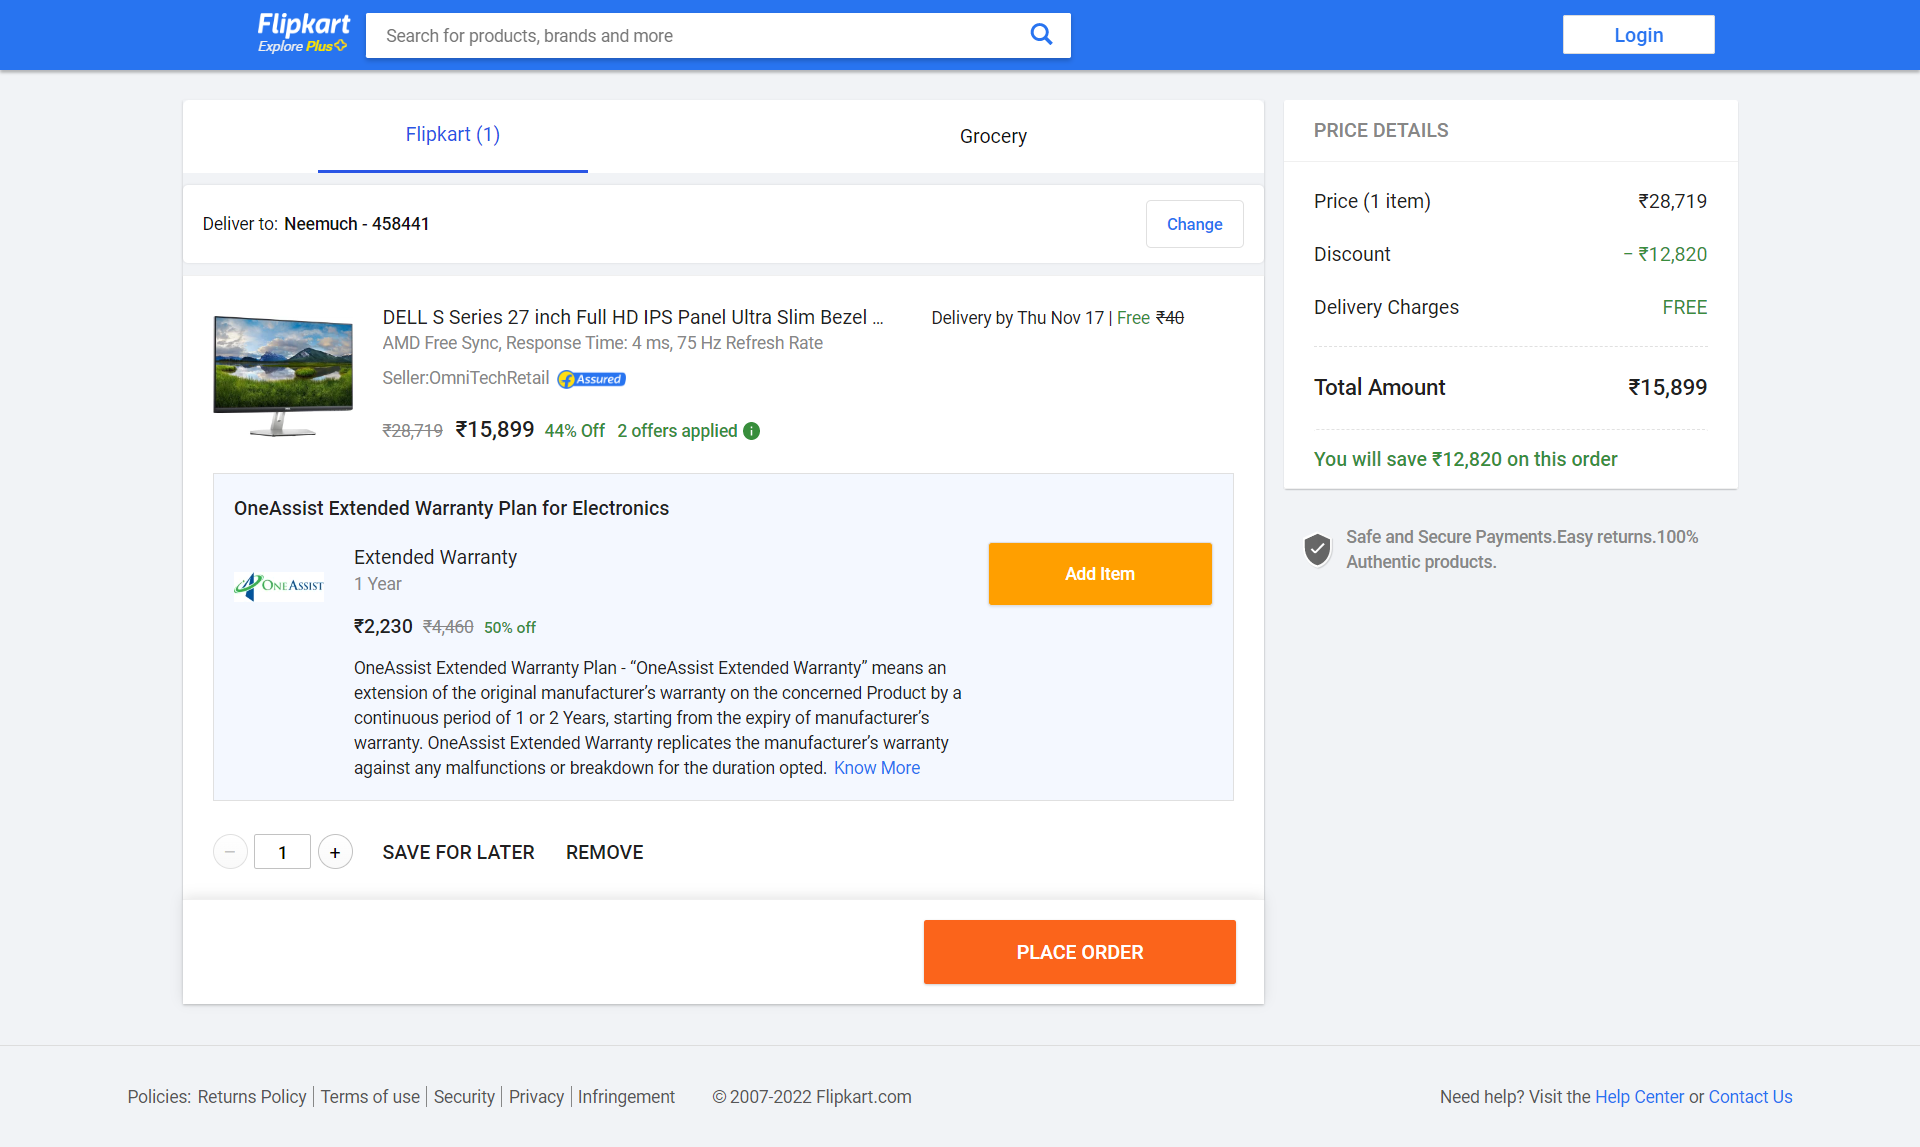 Flipkart
Explore Plus
Search for products, brands and more
Login
Flipkart (1)
Grocery
Deliver to: Neemuch - 458441
Change
DELL S Series 27 inch Full HD IPS Panel Ultra Slim Bezel ...
AMD Free Sync, Response Time: 4 ms, 75 Hz Refresh Rate
Seller:OmniTechRetail
Assured
Delivery by Thu Nov 17 | Free ₹40
₹28,719 ₹15,899 44% Off 2 offers applied
OneAssist Extended Warranty Plan for Electronics
ONEASSIST
Extended Warranty
1 Year
₹2,230 ₹4,460 50% off
Add Item
OneAssist Extended Warranty Plan - “OneAssist Extended Warranty” means an
extension of the original manufacturer’s warranty on the concerned Product by a
continuous period of 1 or 2 Years, starting from the expiry of manufacturer’s
warranty. OneAssist Extended Warranty replicates the manufacturer’s warranty
against any malfunctions or breakdown for the duration opted. Know More
− 1 + SAVE FOR LATER REMOVE
PLACE ORDER
PRICE DETAILS
Price (1 item) ₹28,719
Discount − ₹12,820
Delivery Charges FREE
Total Amount ₹15,899
You will save ₹12,820 on this order
Safe and Secure Payments.Easy returns.100%
Authentic products.
Policies: Returns Policy | Terms of use | Security | Privacy | Infringement © 2007-2022 Flipkart.com
Need help? Visit the Help Center or Contact Us